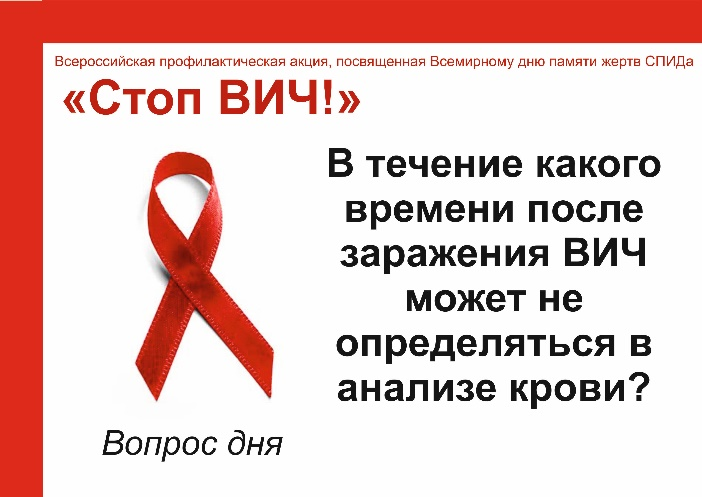 Всероссийская профилактическая акция, посвященная Всемирному дню памяти жертв СПИДа
«Стоп ВИЧ!»
В течение какого
времени после
заражения ВИЧ
может не
определяться в
анализе крови?
Вопрос дня